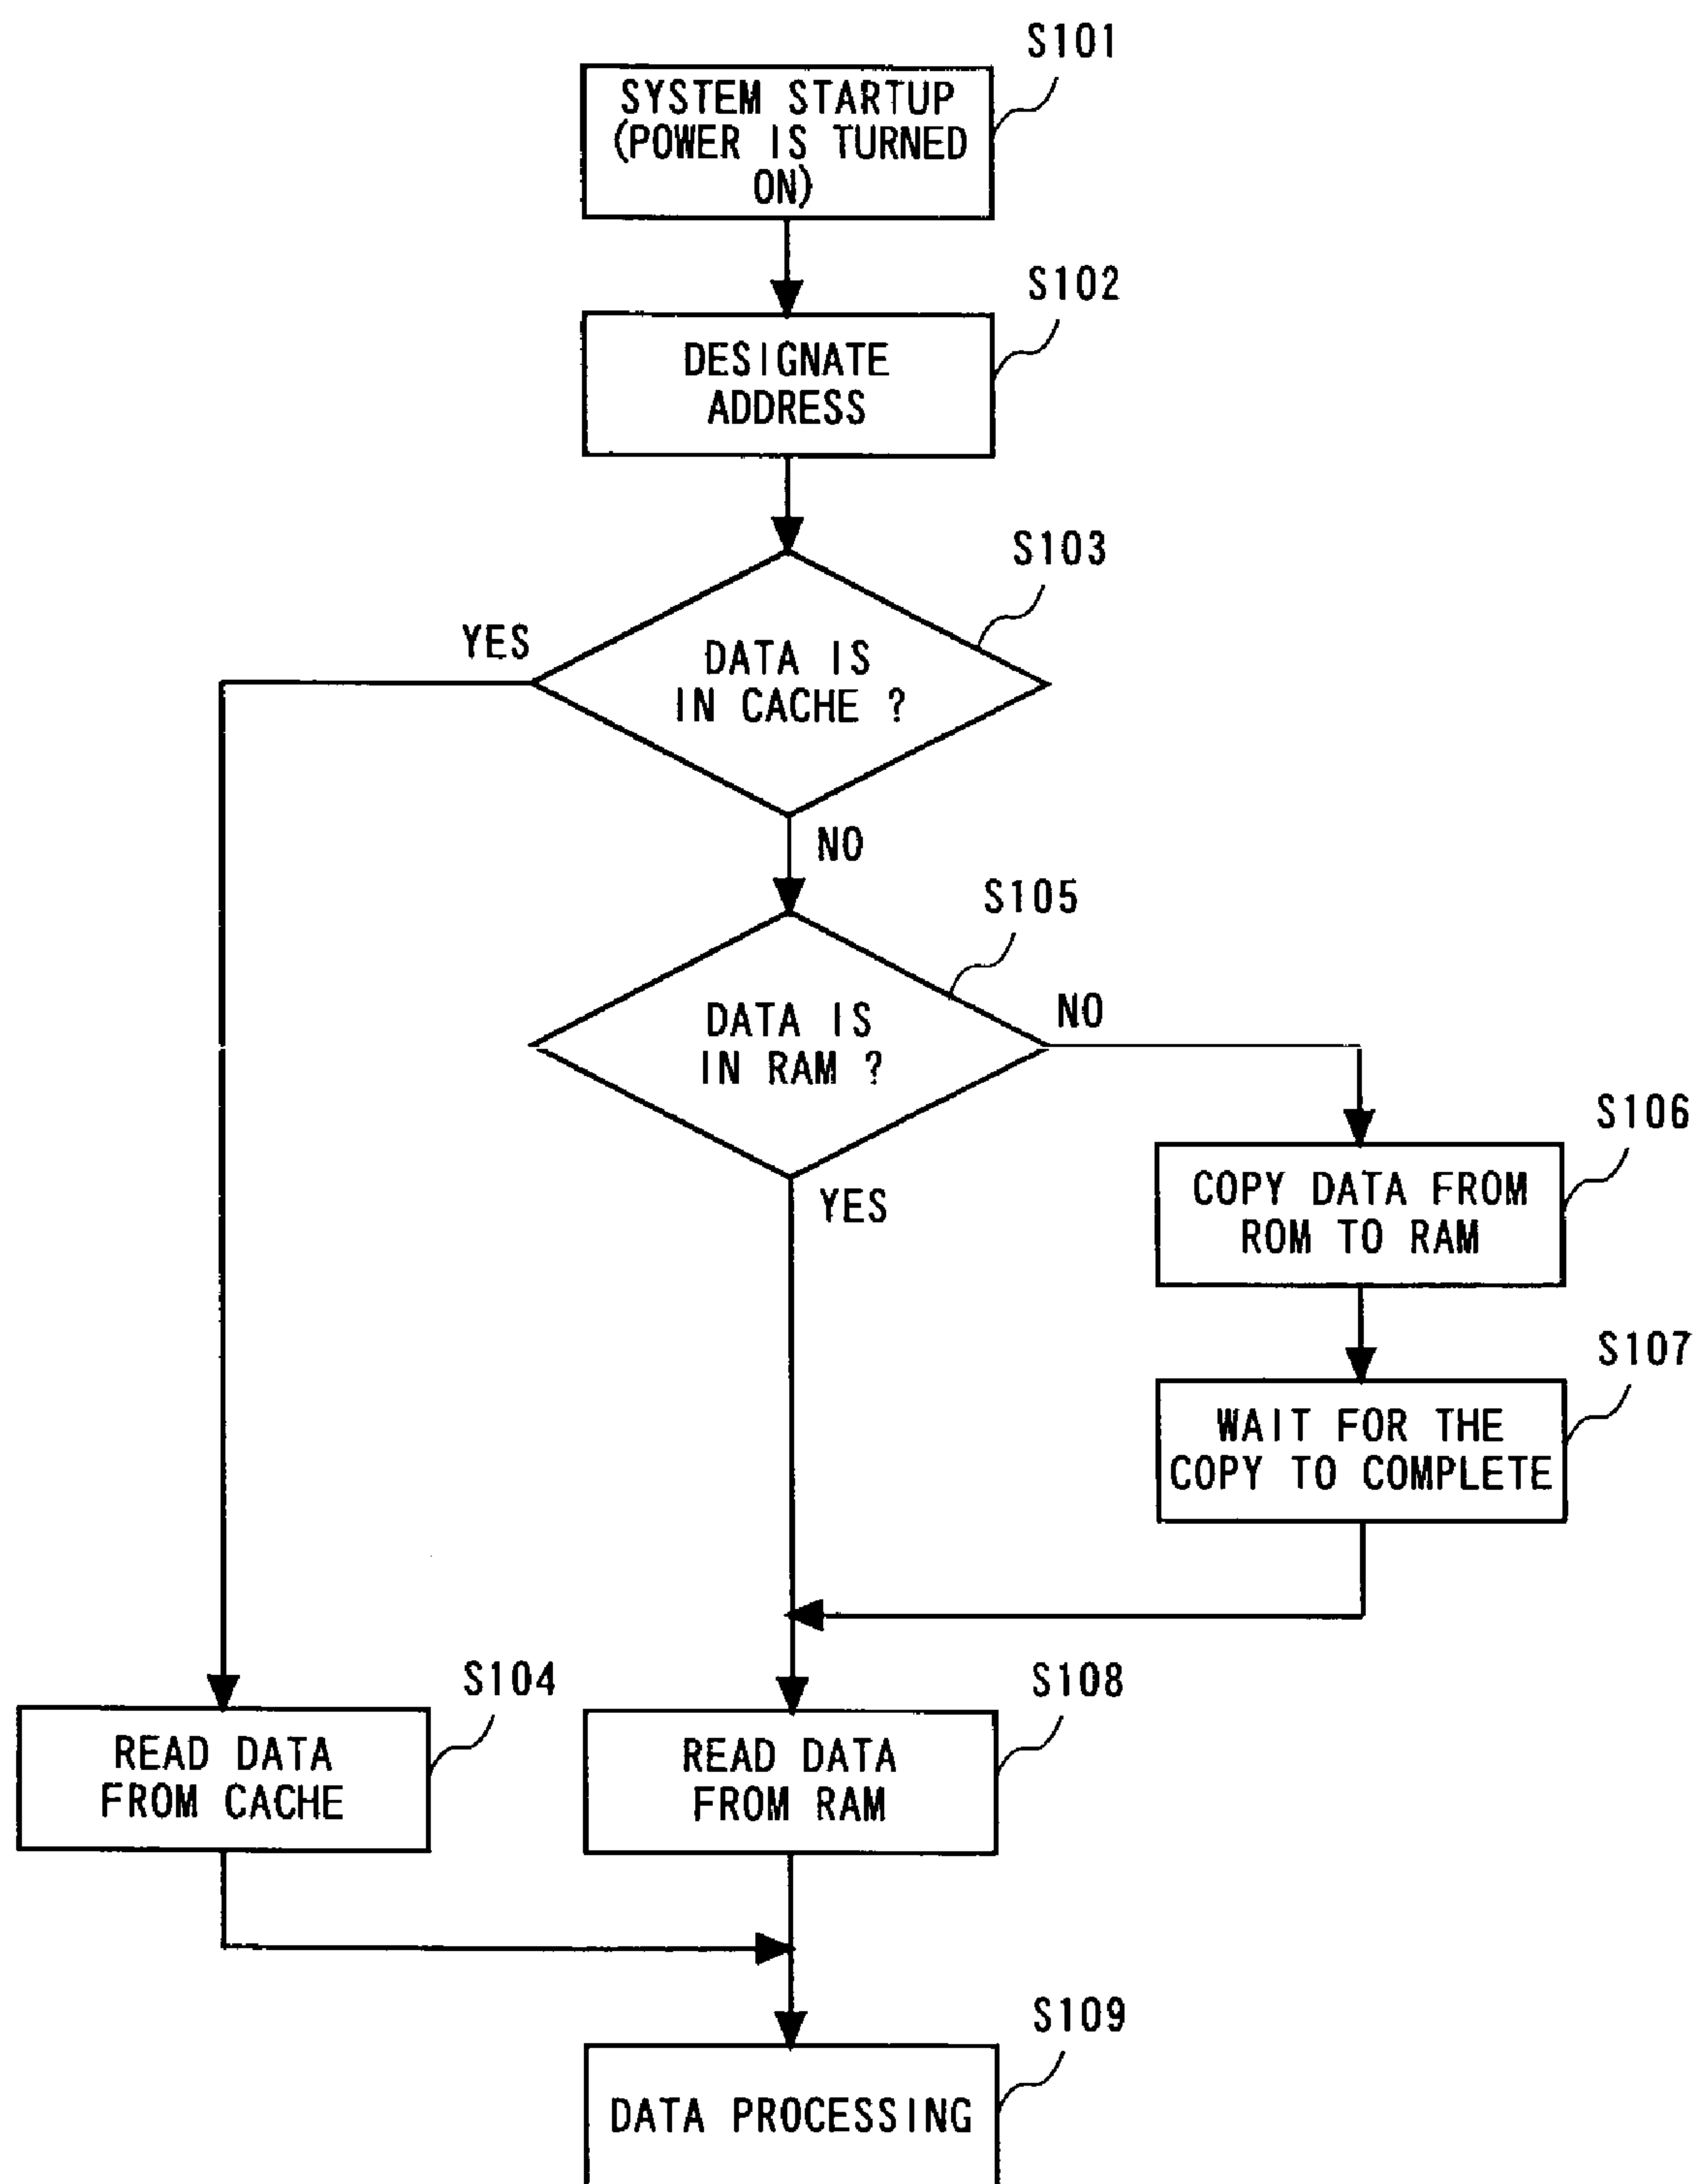 S101
SYSTEM STARTUP
(POWER IS TURNED
ON)
S102
DESIGNATE
ADDRESS
S103
YES
DATA IS
IN CACHE ?
NO
S105
DATA IS
IN RAM ?
NO
YES
S106
COPY DATA FROM
ROM TO RAM
S107
WAIT FOR THE
COPY TO COMPLETE
S104
READ DATA
FROM CACHE
S108
READ DATA
FROM RAM
S109
DATA PROCESSING